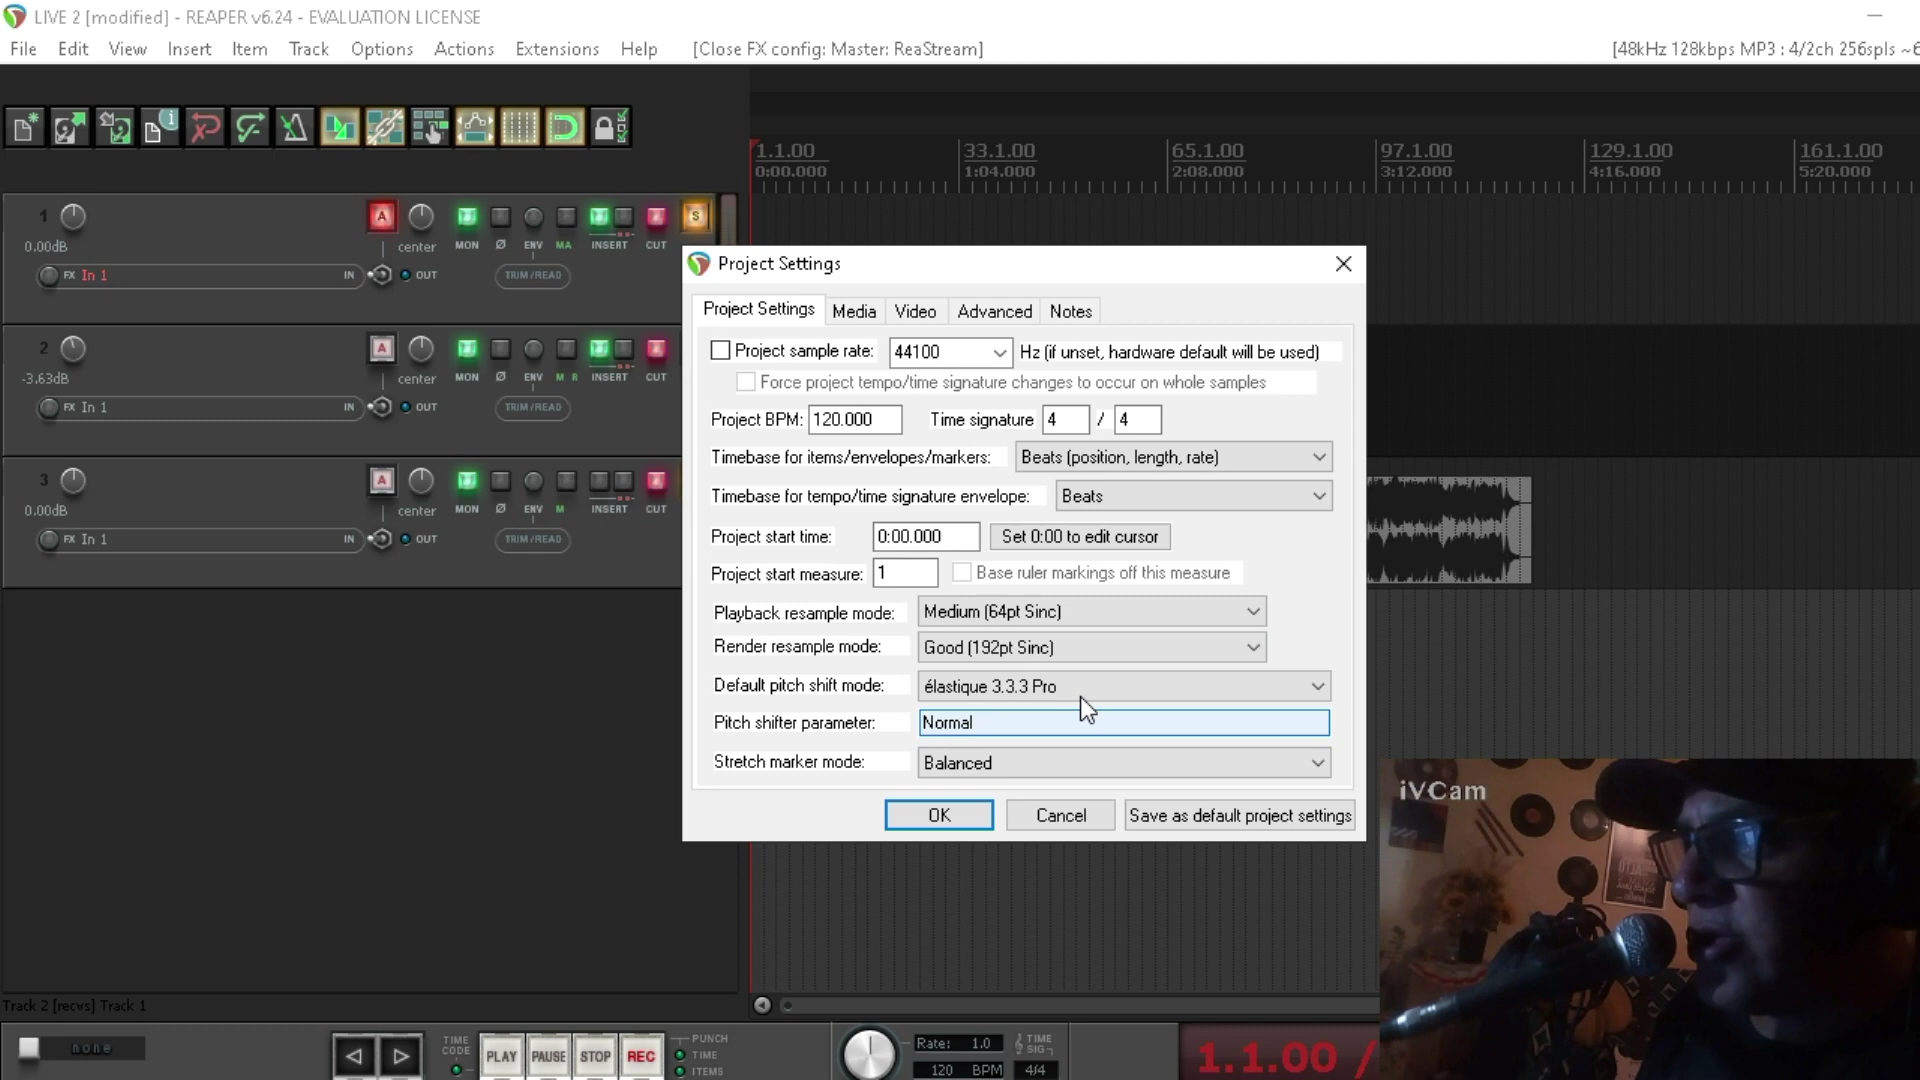 LIVE 2 [modified] - REAPER v6.24 - EVALUATION LICENSE
File Edit View Insert Item Track Options Actions Extensions Help [Close FX config: Master: ReaStream] [48kHz 128kbps MP3 : 4/2ch 256spls ~6
1.1.00 33.1.00 65.1.00 97.1.00 129.1.00 161.1.00
0:00.000 1:04.000 2:08.000 3:12.000 4:16.000 5:20.000
1 A S
0.00dB center MON Ø ENV MA INSERT CUT
FX In 1 IN OUT TRIM/READ
2 A
-3.63dB center MON Ø ENV M R INSERT CUT
FX In 1 IN OUT TRIM/READ
3 A
0.00dB center MON Ø ENV M INSERT CUT
FX In 1 IN OUT TRIM/READ
Project Settings
Project Settings Media Video Advanced Notes
Project sample rate: 44100 Hz (if unset, hardware default will be used)
Force project tempo/time signature changes to occur on whole samples
Project BPM: 120.000 Time signature 4 / 4
Timebase for items/envelopes/markers: Beats (position, length, rate)
Timebase for tempo/time signature envelope: Beats
Project start time: 0:00.000 Set 0:00 to edit cursor
Project start measure: 1 Base ruler markings off this measure
Playback resample mode: Medium (64pt Sinc)
Render resample mode: Good (192pt Sinc)
Default pitch shift mode: élastique 3.3.3 Pro
Pitch shifter parameter: Normal
Stretch marker mode: Balanced
OK Cancel Save as default project settings
iVCam
Track 2 [recvs] Track 1
none
TIME CODE
PLAY PAUSE STOP REC
PUNCH
TIME
ITEMS
Rate: 1.0
120 BPM
TIME SIG
4/4
1.1.00 /